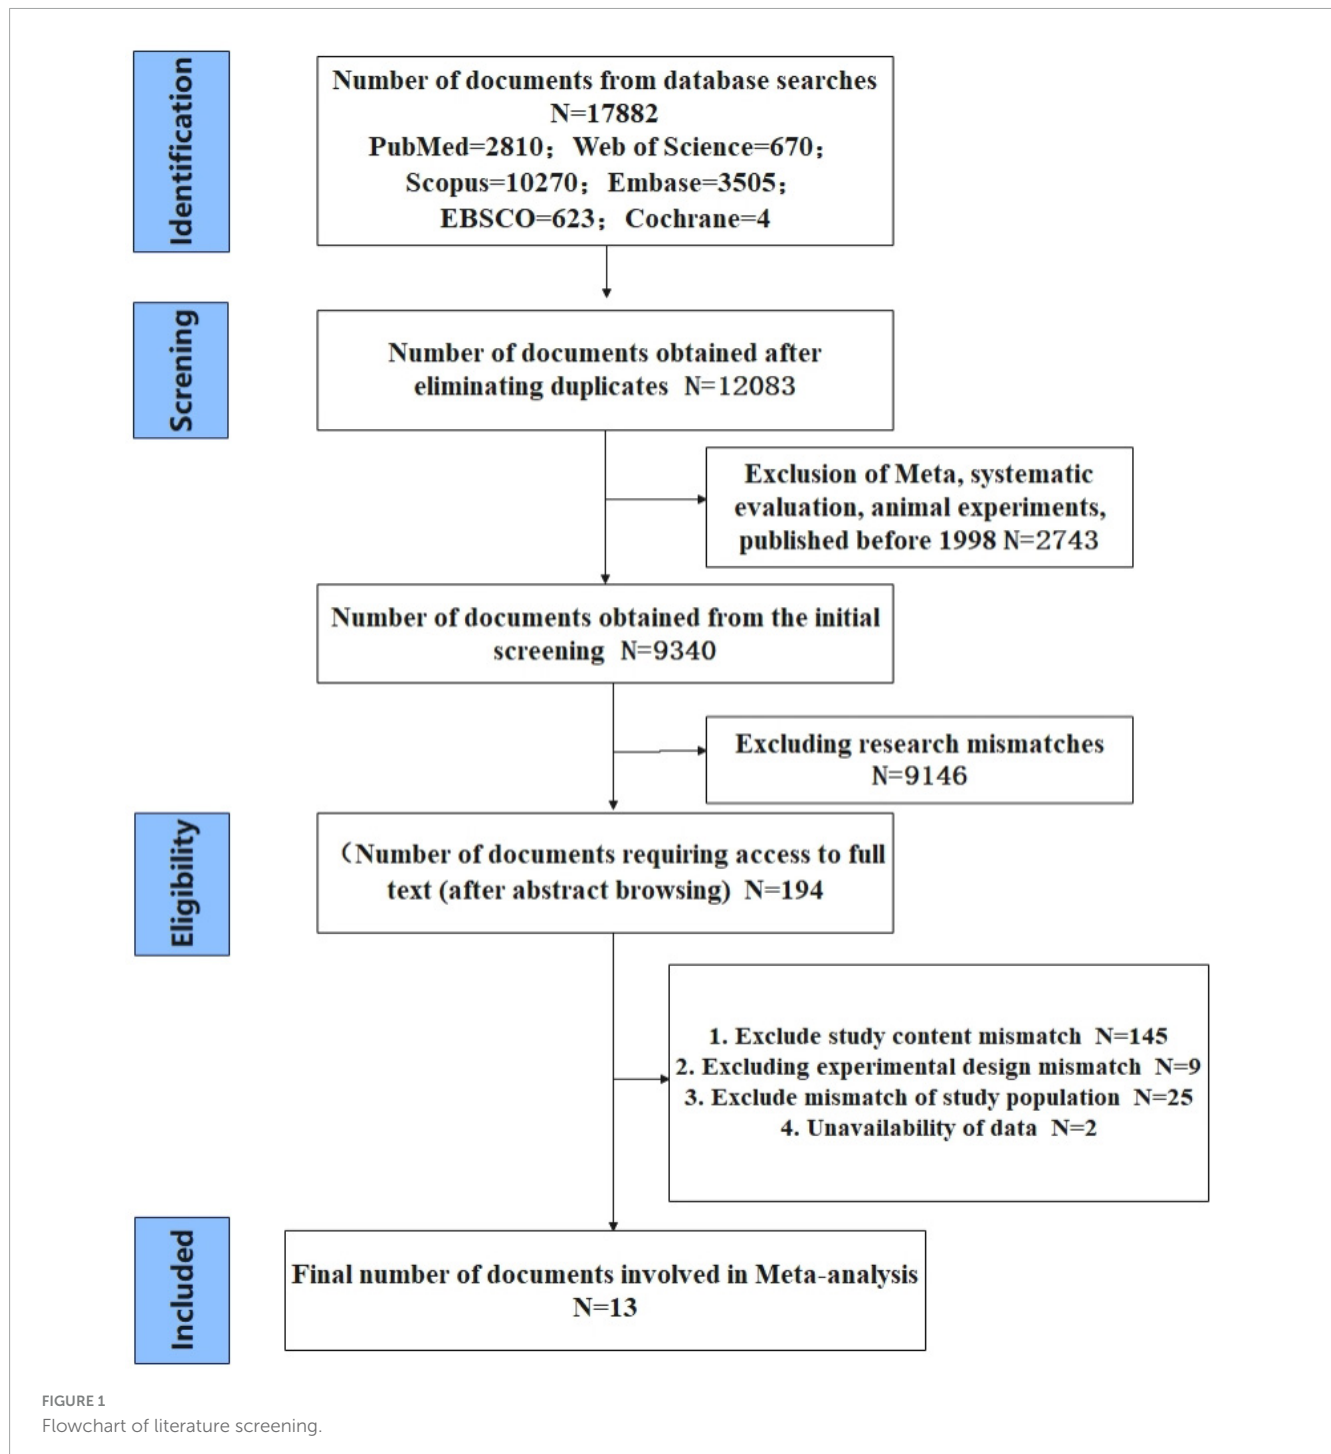 Identification
Number of documents from database searches
N=17882
PubMed=2810；Web of Science=670；
Scopus=10270；Embase=3505；
EBSCO=623；Cochrane=4
Screning
Number of documents obtained after
eliminating duplicates N=12083
Exclusion of Meta, systematic
evaluation, animal experiments,
published before 1998 N=2743
Number of documents obtained from the initial
screening N=9340
Excluding research mismatches
N=9146
Eligibility
（Number of documents requiring access to full
text (after abstract browsing) N=194
1. Exclude study content mismatch N=145
2. Excluding experimental design mismatch N=9
3. Exclude mismatch of study population N=25
4. Unavailability of data N=2
Included
Final number of documents involved in Meta-analysis
N=13
FIGURE 1
Flowchart of literature screening.